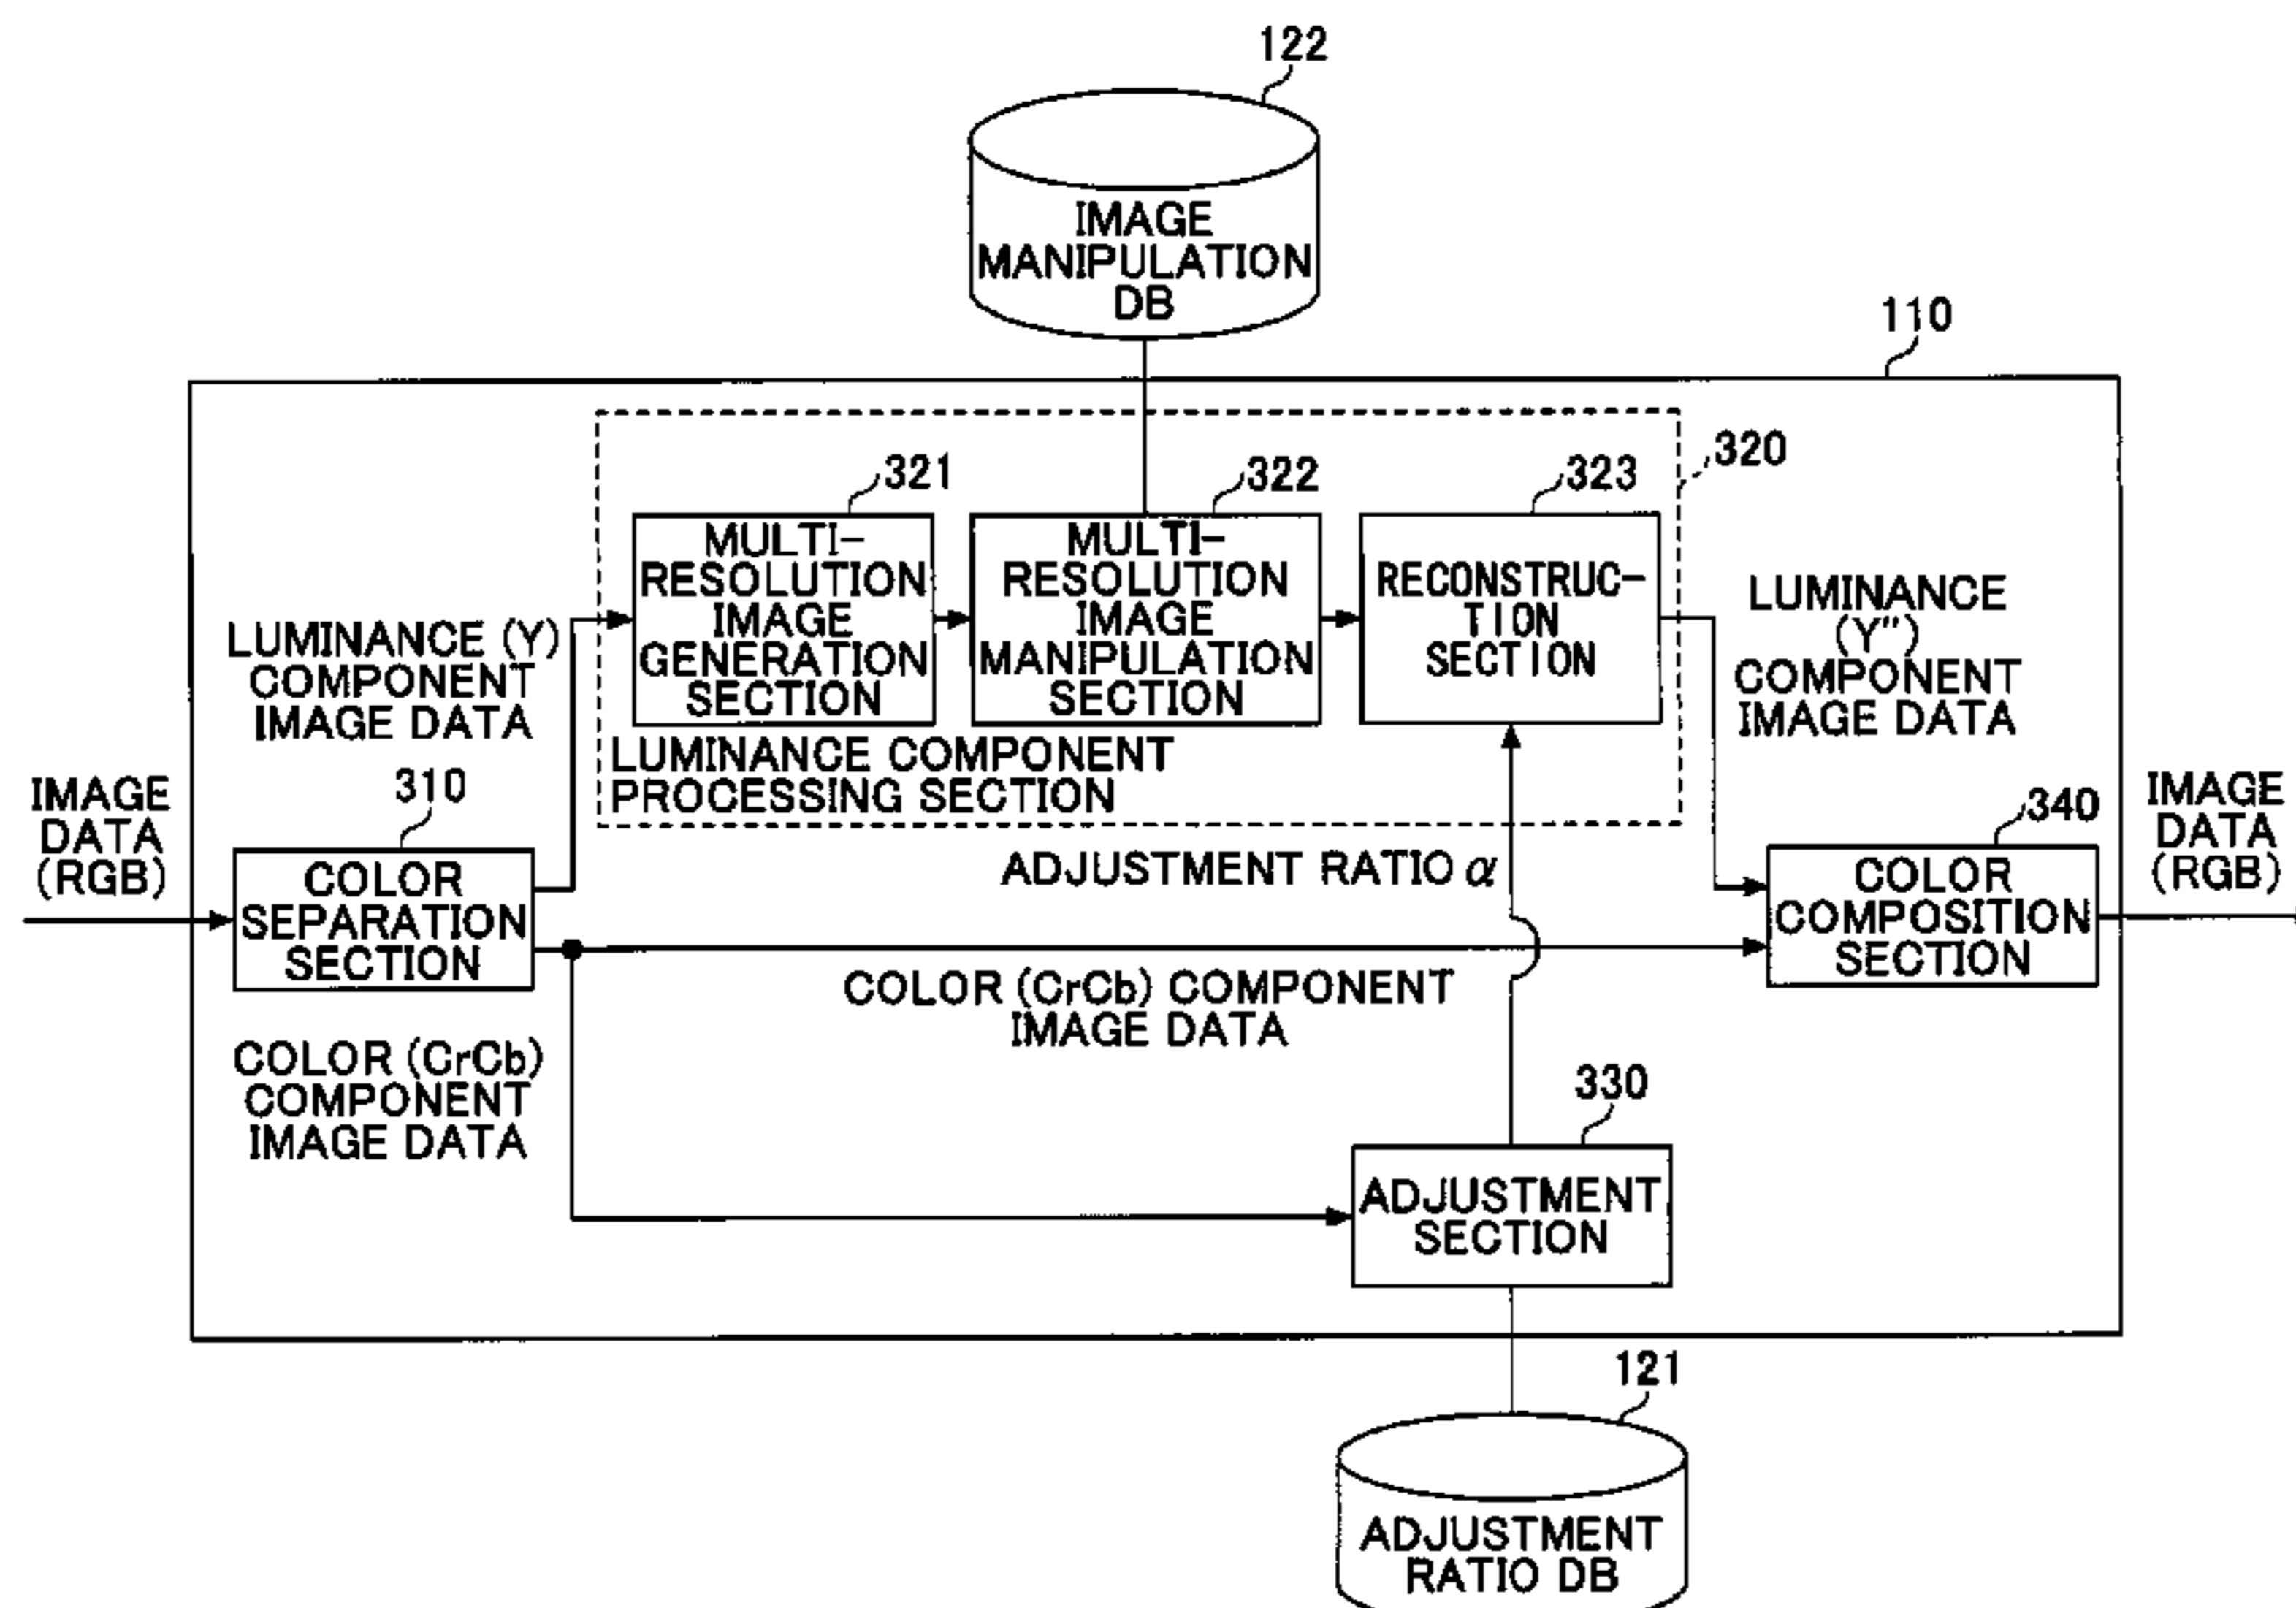 122
IMAGE
MANIPULATION
DB
110
320
321
322
323
MULTI-
RESOLUTION
IMAGE
GENERATION
SECTION
MULTI-
RESOLUTION
IMAGE
MANIPULATION
SECTION
RECONSTRUC-
TION
SECTION
LUMINANCE (Y)
COMPONENT
IMAGE DATA
LUMINANCE
(Y")
COMPONENT
IMAGE DATA
LUMINANCE COMPONENT
PROCESSING SECTION
IMAGE
DATA
(RGB)
310
COLOR
SEPARATION
SECTION
ADJUSTMENT RATIO α
340
COLOR
COMPOSITION
SECTION
IMAGE
DATA
(RGB)
COLOR (CrCb) COMPONENT
IMAGE DATA
COLOR (CrCb)
COMPONENT
IMAGE DATA
330
ADJUSTMENT
SECTION
121
ADJUSTMENT
RATIO DB